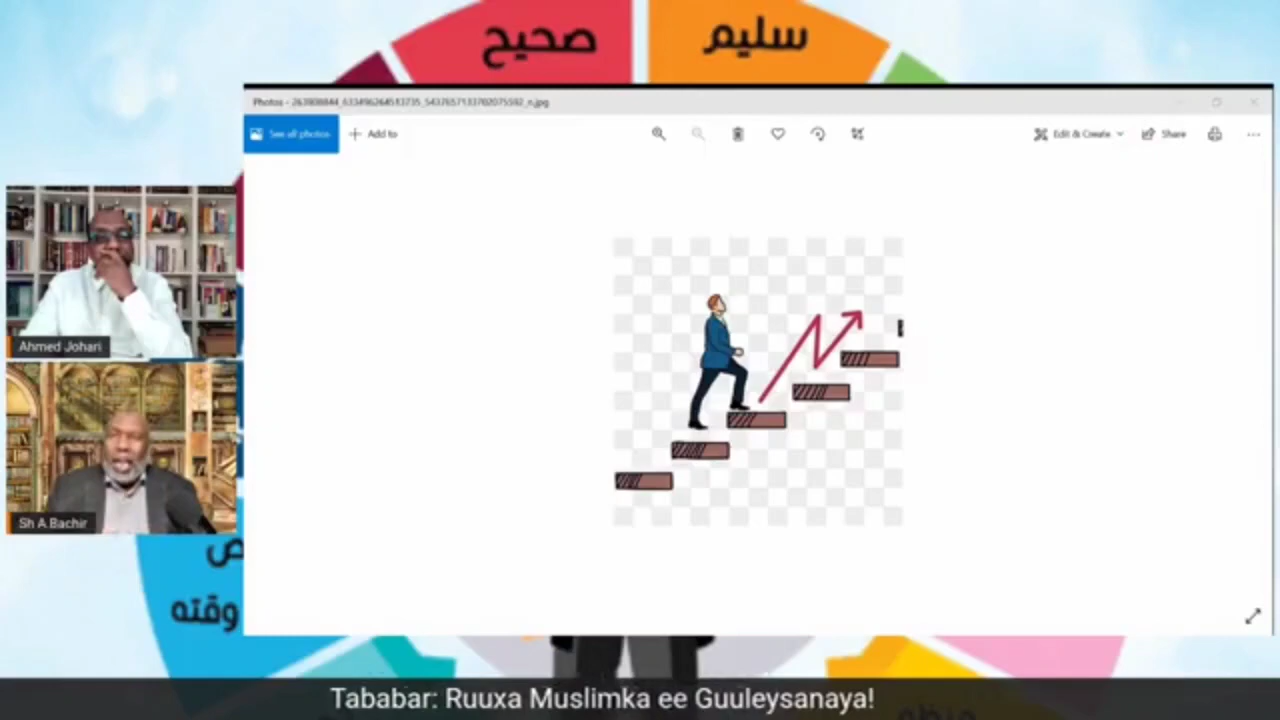 صحيح
سليم
See all photos
Add to
Edit & Create
Share
Ahmed Johari
Sh A.Bachir
وقته
Tababar: Ruuxa Muslimka ee Guuleysanaya!